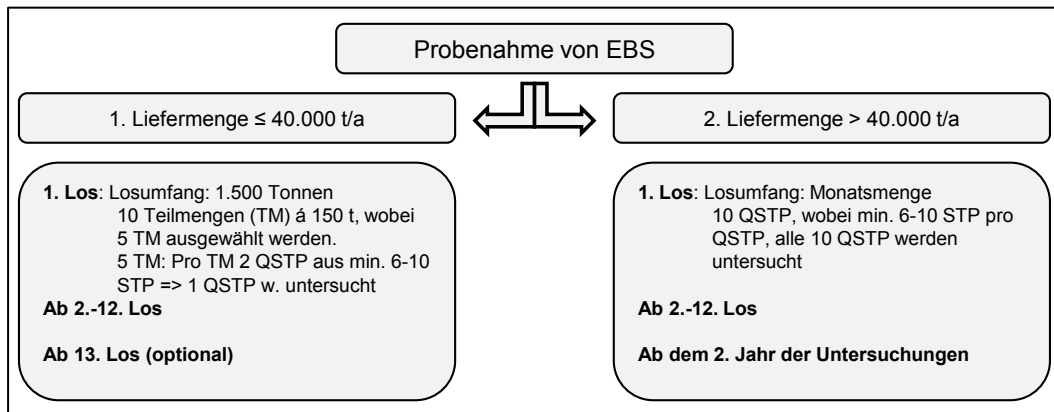 Probenahme von EBS
1. Liefermenge ≤ 40.000 t/a
2. Liefermenge > 40.000 t/a
1. Los: Losumfang: 1.500 Tonnen
10 Teilmengen (TM) á 150 t, wobei
5 TM ausgewählt werden.
5 TM: Pro TM 2 QSTP aus min. 6-10
STP => 1 QSTP w. untersucht
Ab 2.-12. Los
Ab 13. Los (optional)
1. Los: Losumfang: Monatsmenge
10 QSTP, wobei min. 6-10 STP pro
QSTP, alle 10 QSTP werden
untersucht
Ab 2.-12. Los
Ab dem 2. Jahr der Untersuchungen